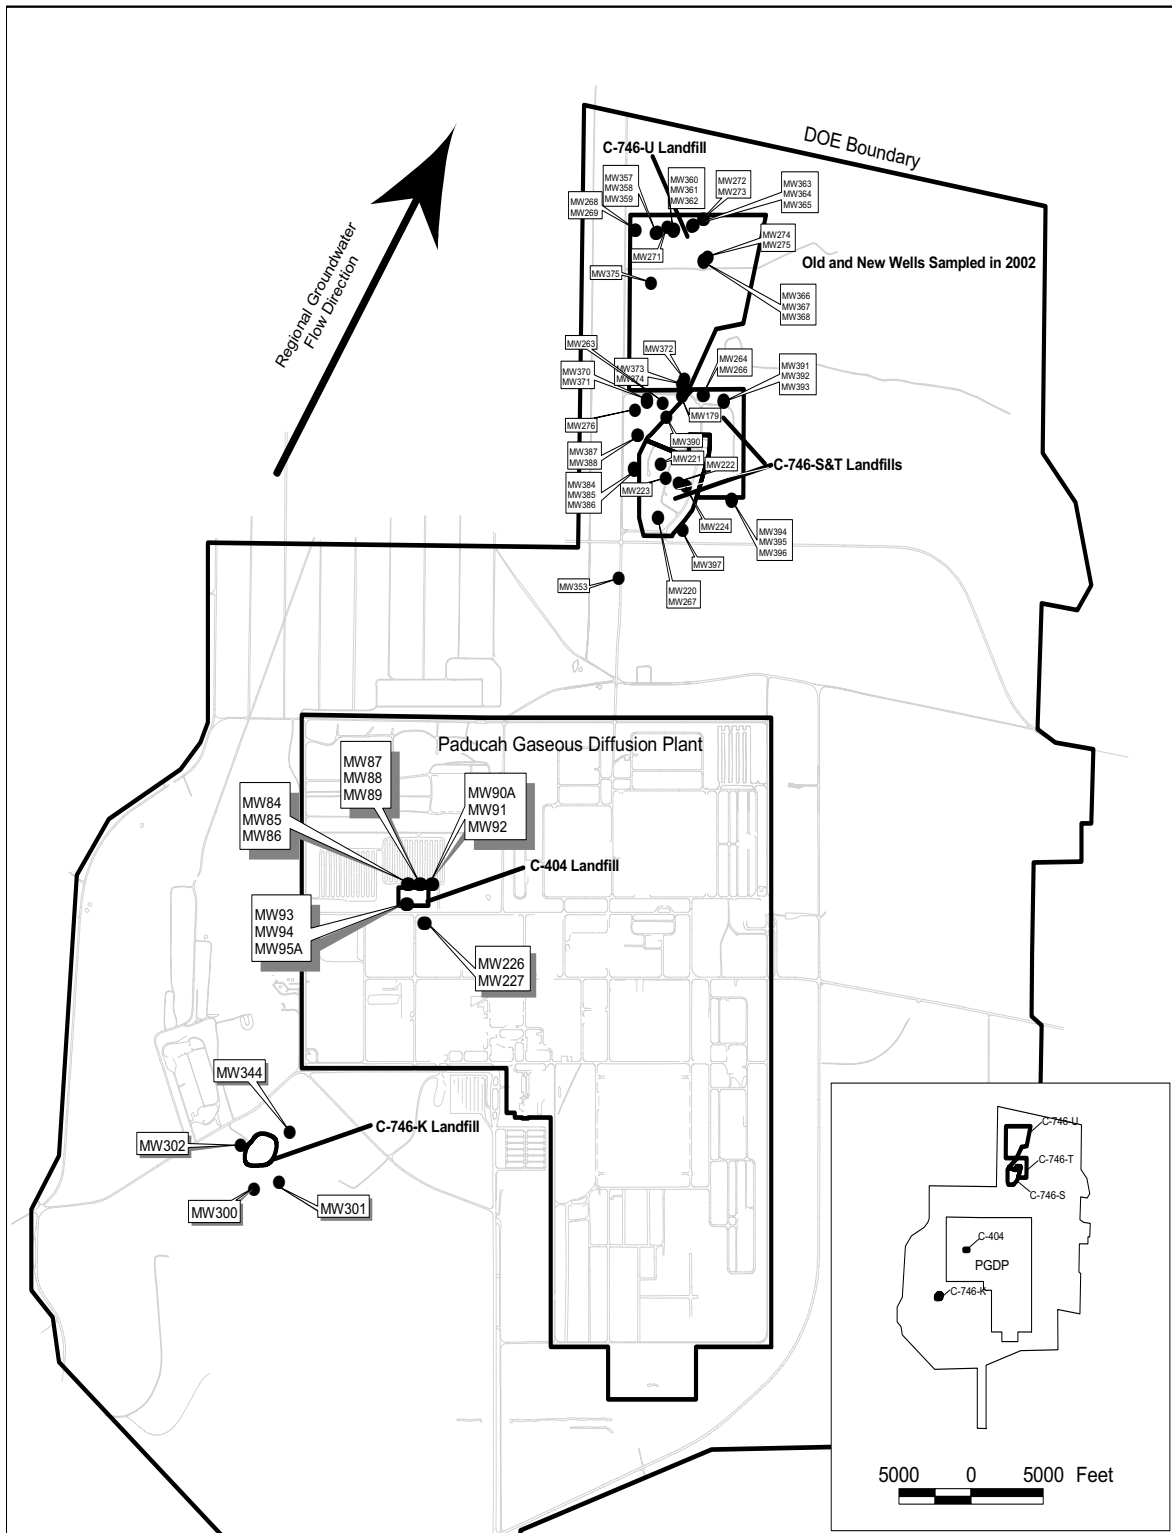 DOE Boundary
C-746-U Landfill
MW357
MW358
MW359
MW360
MW361
MW362
MW272
MW273
MW363
MW364
MW365
MW268
MW269
MW271
MW274
MW275
Regional Groundwater
Flow Direction
Old and New Wells Sampled in 2002
MW375
MW366
MW367
MW368
MW263
MW372
MW373
MW374
MW264
MW266
MW391
MW392
MW393
MW370
MW371
MW276
MW179
MW390
MW387
MW388
MW221
MW222
C-746-S&T Landfills
MW384
MW385
MW386
MW223
MW224
MW394
MW395
MW396
MW397
MW353
MW220
MW267
Paducah Gaseous Diffusion Plant
MW87
MW88
MW89
MW84
MW85
MW86
MW90A
MW91
MW92
C-404 Landfill
MW93
MW94
MW95A
MW226
MW227
MW344
C-746-K Landfill
MW302
MW300
MW301
C-746-U
C-746-T
C-746-S
C-404
PGDP
C-746-K
5000 0 5000 Feet